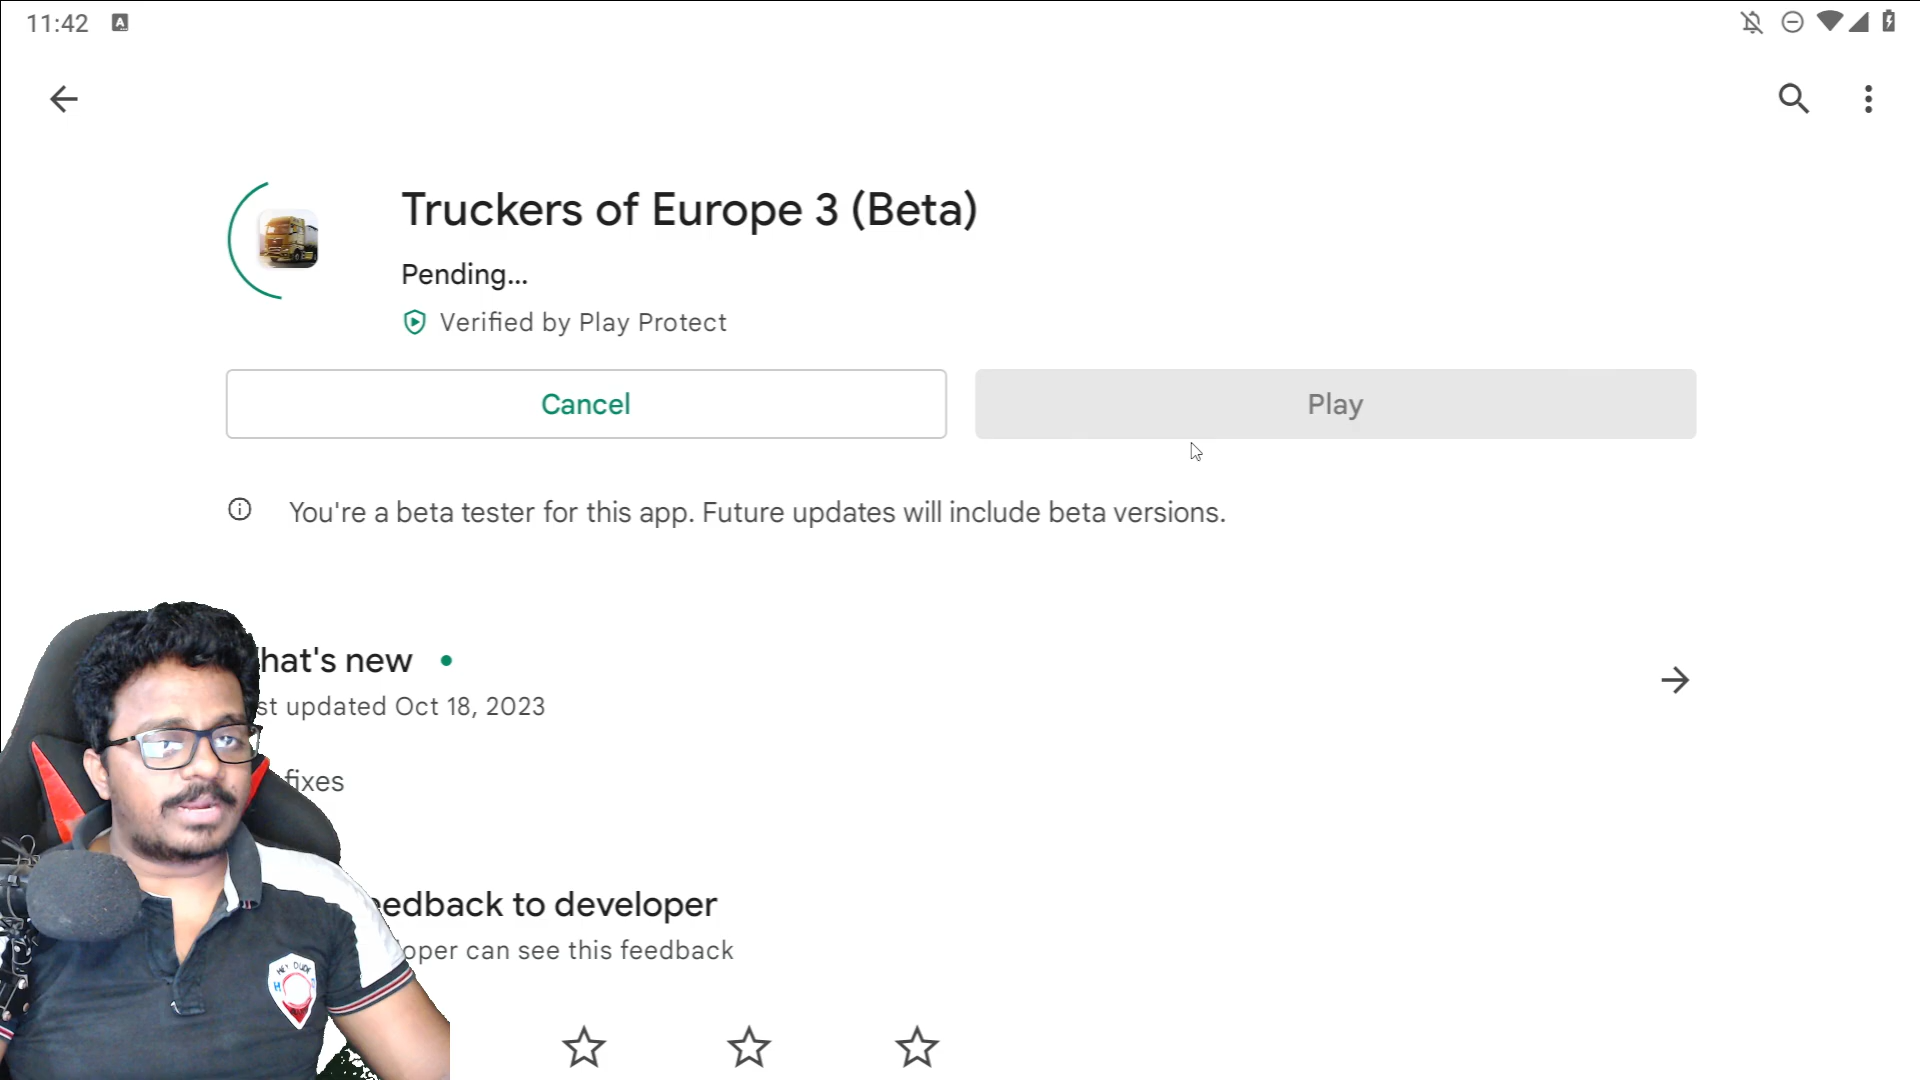 11:42
A
Truckers of Europe 3 (Beta)
Pending...
Verified by Play Protect
Cancel
Play
You're a beta tester for this app. Future updates will include beta versions.
hat's new
st updated Oct 18, 2023
fixes
edback to developer
oper can see this feedback
HEY DUDE
H